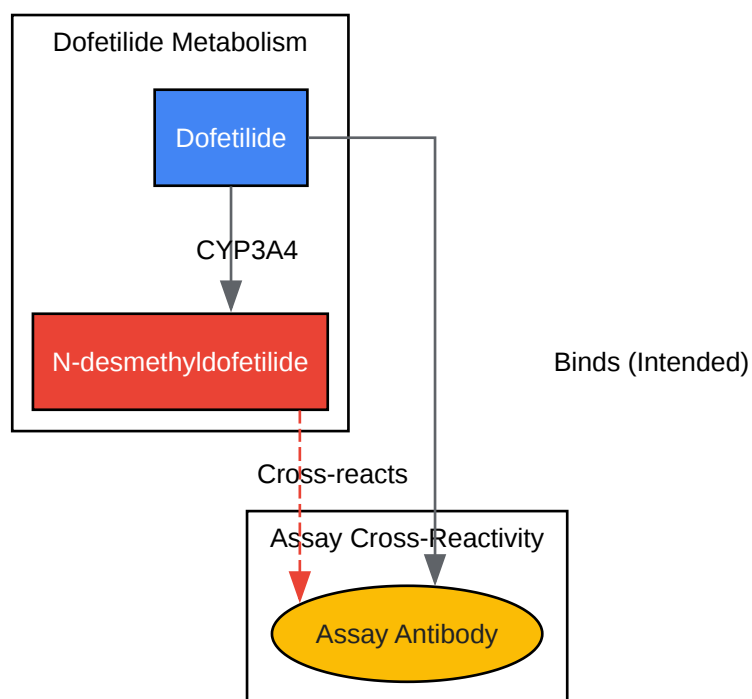 Dofetilide Metabolism
Dofetilide
CYP3A4
N-desmethyldofetilide
Binds (Intended)
Cross-reacts
Assay Cross-Reactivity
Assay Antibody